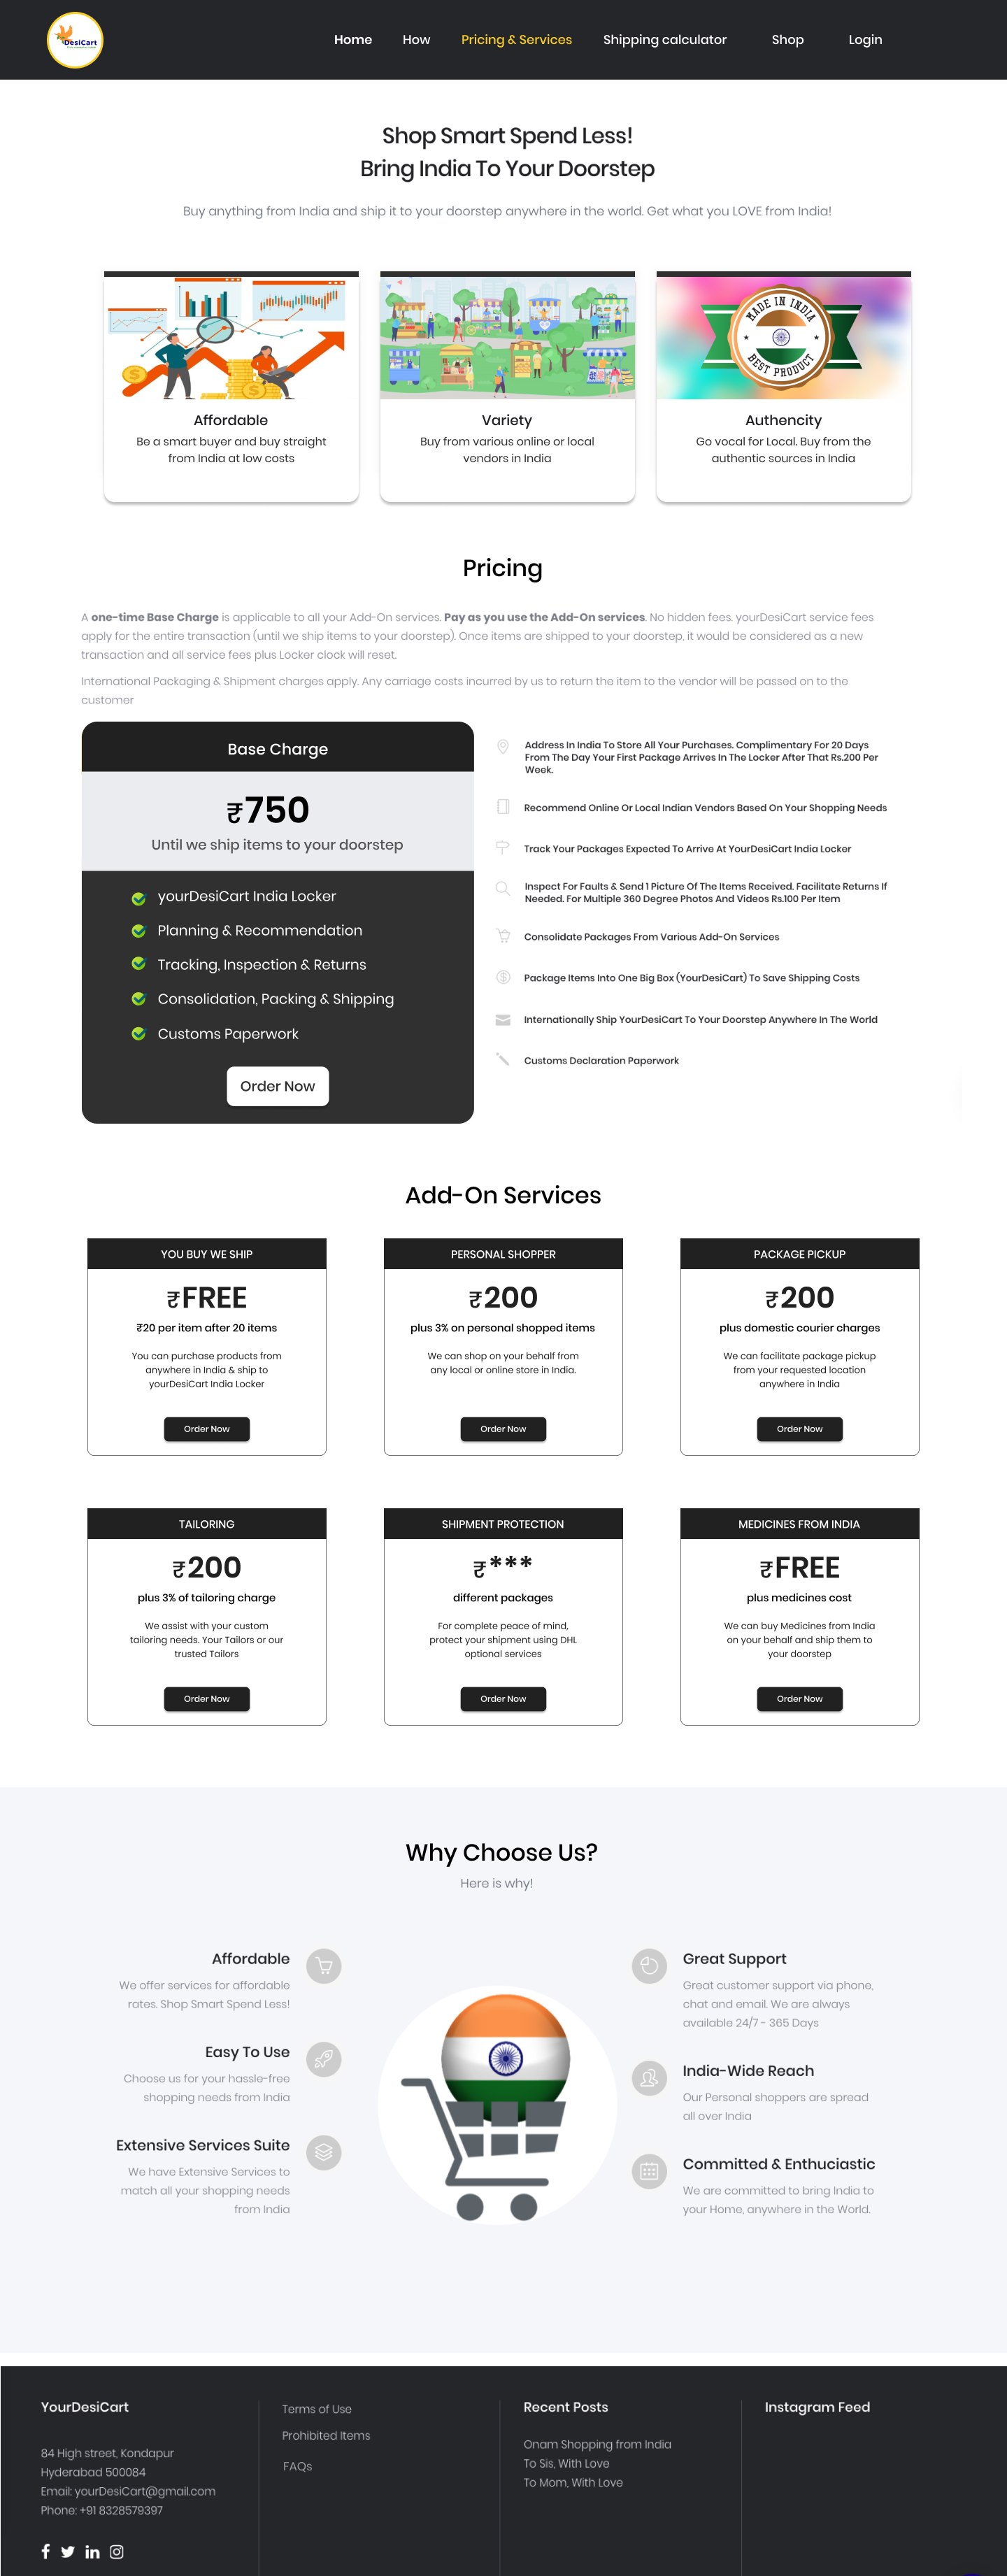 DesiCart
Home How Pricing & Services Shipping calculator Shop Login
Shop Smart Spend Less!
Bring India To Your Doorstep
Buy anything from India and ship it to your doorstep anywhere in the world. Get what you LOVE from India!
MADE IN INDIA
BEST PRODUCT
Affordable
Be a smart buyer and buy straight
from India at low costs
Variety
Buy from various online or local
vendors in India
Authencity
Go vocal for Local. Buy from the
authentic sources in India
Pricing
A one-time Base Charge is applicable to all your Add-On services. Pay as you use the Add-On services. No hidden fees. yourDesiCart service fees
apply for the entire transaction (until we ship items to your doorstep). Once items are shipped to your doorstep, it would be considered as a new
transaction and all service fees plus Locker clock will reset.
International Packaging & Shipment charges apply. Any carriage costs incurred by us to return the item to the vendor will be passed on to the
customer
Base Charge
₹750
Until we ship items to your doorstep
yourDesiCart India Locker
Planning & Recommendation
Tracking, Inspection & Returns
Consolidation, Packing & Shipping
Customs Paperwork
Order Now
Address In India To Store All Your Purchases. Complimentary For 20 Days
From The Day Your First Package Arrives In The Locker After That Rs.200 Per
Week.
Recommend Online Or Local Indian Vendors Based On Your Shopping Needs
Track Your Packages Expected To Arrive At YourDesiCart India Locker
Inspect For Faults & Send 1 Picture Of The Items Received. Facilitate Returns If
Needed. For Multiple 360 Degree Photos And Videos Rs.100 Per Item
Consolidate Packages From Various Add-On Services
Package Items Into One Big Box (YourDesiCart) To Save Shipping Costs
Internationally Ship YourDesiCart To Your Doorstep Anywhere In The World
Customs Declaration Paperwork
Add-On Services
YOU BUY WE SHIP
₹FREE
₹20 per item after 20 items
You can purchase products from
anywhere in India & ship to
yourDesiCart India Locker
Order Now
PERSONAL SHOPPER
₹200
plus 3% on personal shopped items
We can shop on your behalf from
any local or online store in India.
Order Now
PACKAGE PICKUP
₹200
plus domestic courier charges
We can facilitate package pickup
from your requested location
anywhere in India
Order Now
TAILORING
₹200
plus 3% of tailoring charge
We assist with your custom
tailoring needs. Your Tailors or our
trusted Tailors
Order Now
SHIPMENT PROTECTION
₹***
different packages
For complete peace of mind,
protect your shipment using DHL
optional services
Order Now
MEDICINES FROM INDIA
₹FREE
plus medicines cost
We can buy Medicines from India
on your behalf and ship them to
your doorstep
Order Now
Why Choose Us?
Here is why!
Affordable
We offer services for affordable
rates. Shop Smart Spend Less!
Easy To Use
Choose us for your hassle-free
shopping needs from India
Extensive Services Suite
We have Extensive Services to
match all your shopping needs
from India
Great Support
Great customer support via phone,
chat and email. We are always
available 24/7 - 365 Days
India-Wide Reach
Our Personal shoppers are spread
all over India
Committed & Enthuciastic
We are committed to bring India to
your Home, anywhere in the World.
YourDesiCart
84 High street, Kondapur
Hyderabad 500084
Email: yourDesiCart@gmail.com
Phone: +91 8328579397
Terms of Use
Prohibited Items
FAQs
Recent Posts
Onam Shopping from India
To Sis, With Love
To Mom, With Love
Instagram Feed